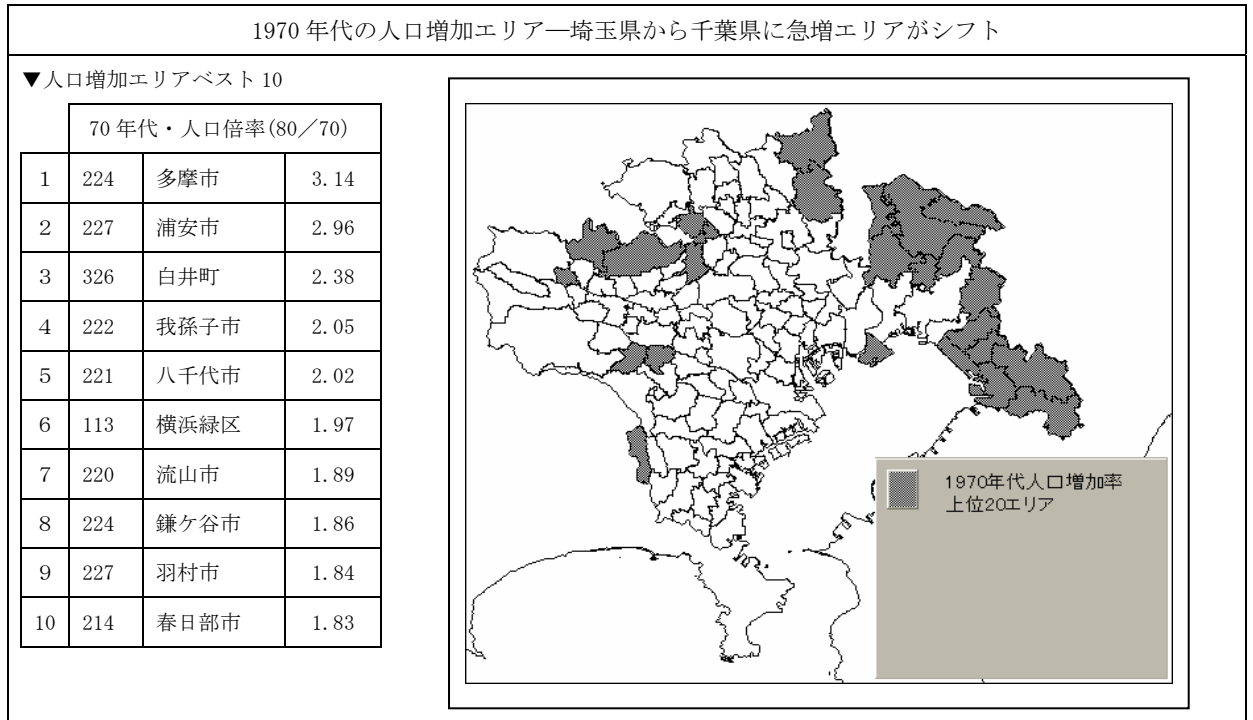 1970 年代の人口増加エリア―埼玉県から千葉県に急増エリアがシフト
▼人口増加エリアベスト 10
70 年代・人口倍率(80／70)
1 224 多摩市 3.14
2 227 浦安市 2.96
3 326 白井町 2.38
4 222 我孫子市 2.05
5 221 八千代市 2.02
6 113 横浜緑区 1.97
7 220 流山市 1.89
8 224 鎌ケ谷市 1.86
9 227 羽村市 1.84
10 214 春日部市 1.83
1970年代人口増加率
上位20エリア